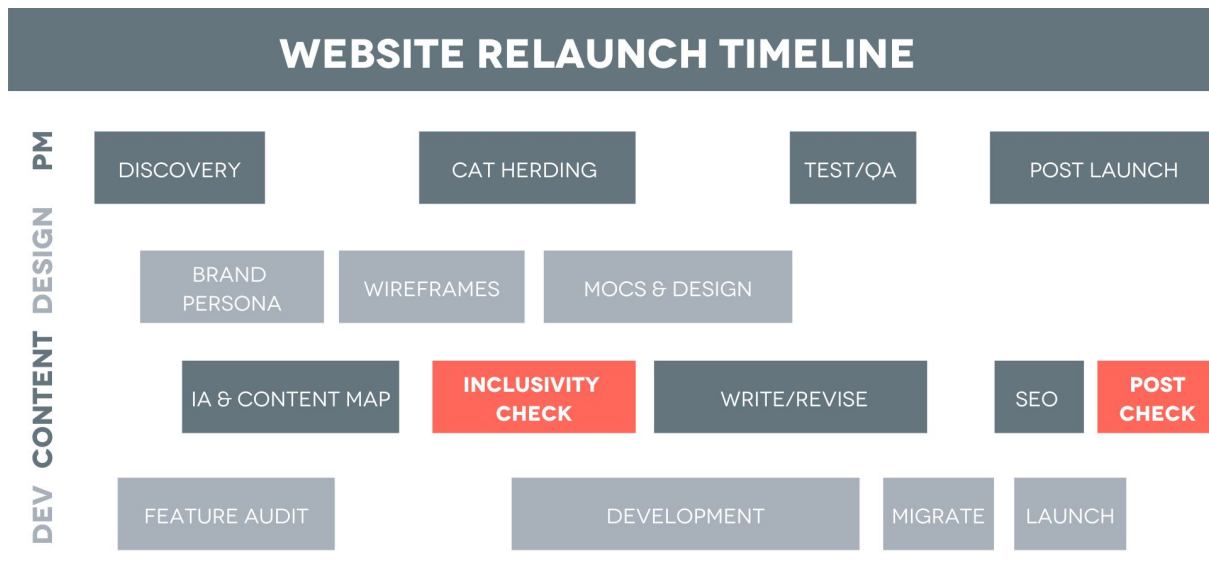 WEBSITE RELAUNCH TIMELINE
PM
DISCOVERY
CAT HERDING
TEST/QA
POST LAUNCH
DESIGN
BRAND
PERSONA
WIREFRAMES
MOCS & DESIGN
CONTENT
IA & CONTENT MAP
INCLUSIVITY
CHECK
WRITE/REVISE
SEO
POST
CHECK
DEV
FEATURE AUDIT
DEVELOPMENT
MIGRATE
LAUNCH